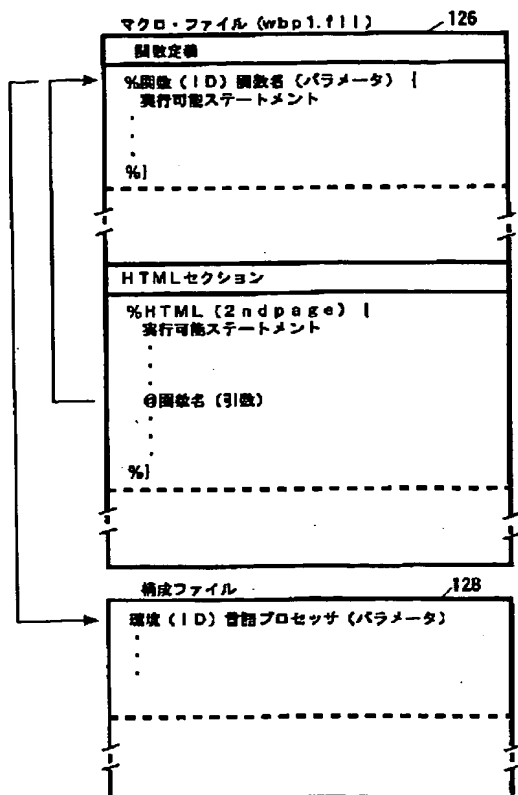 マクロ・ファイル (wbp1.fil) 126
関数定義
%関数 (ID) 関数名 (パラメータ) {
実行可能ステートメント
.
.
.
%}
HTMLセクション
%HTML (2ndpage) {
実行可能ステートメント
.
.
.
.
@関数名 (引数)
.
.
.
%}
構成ファイル 128
環境 (ID) 言語プロセッサ (パラメータ)
.
.
.